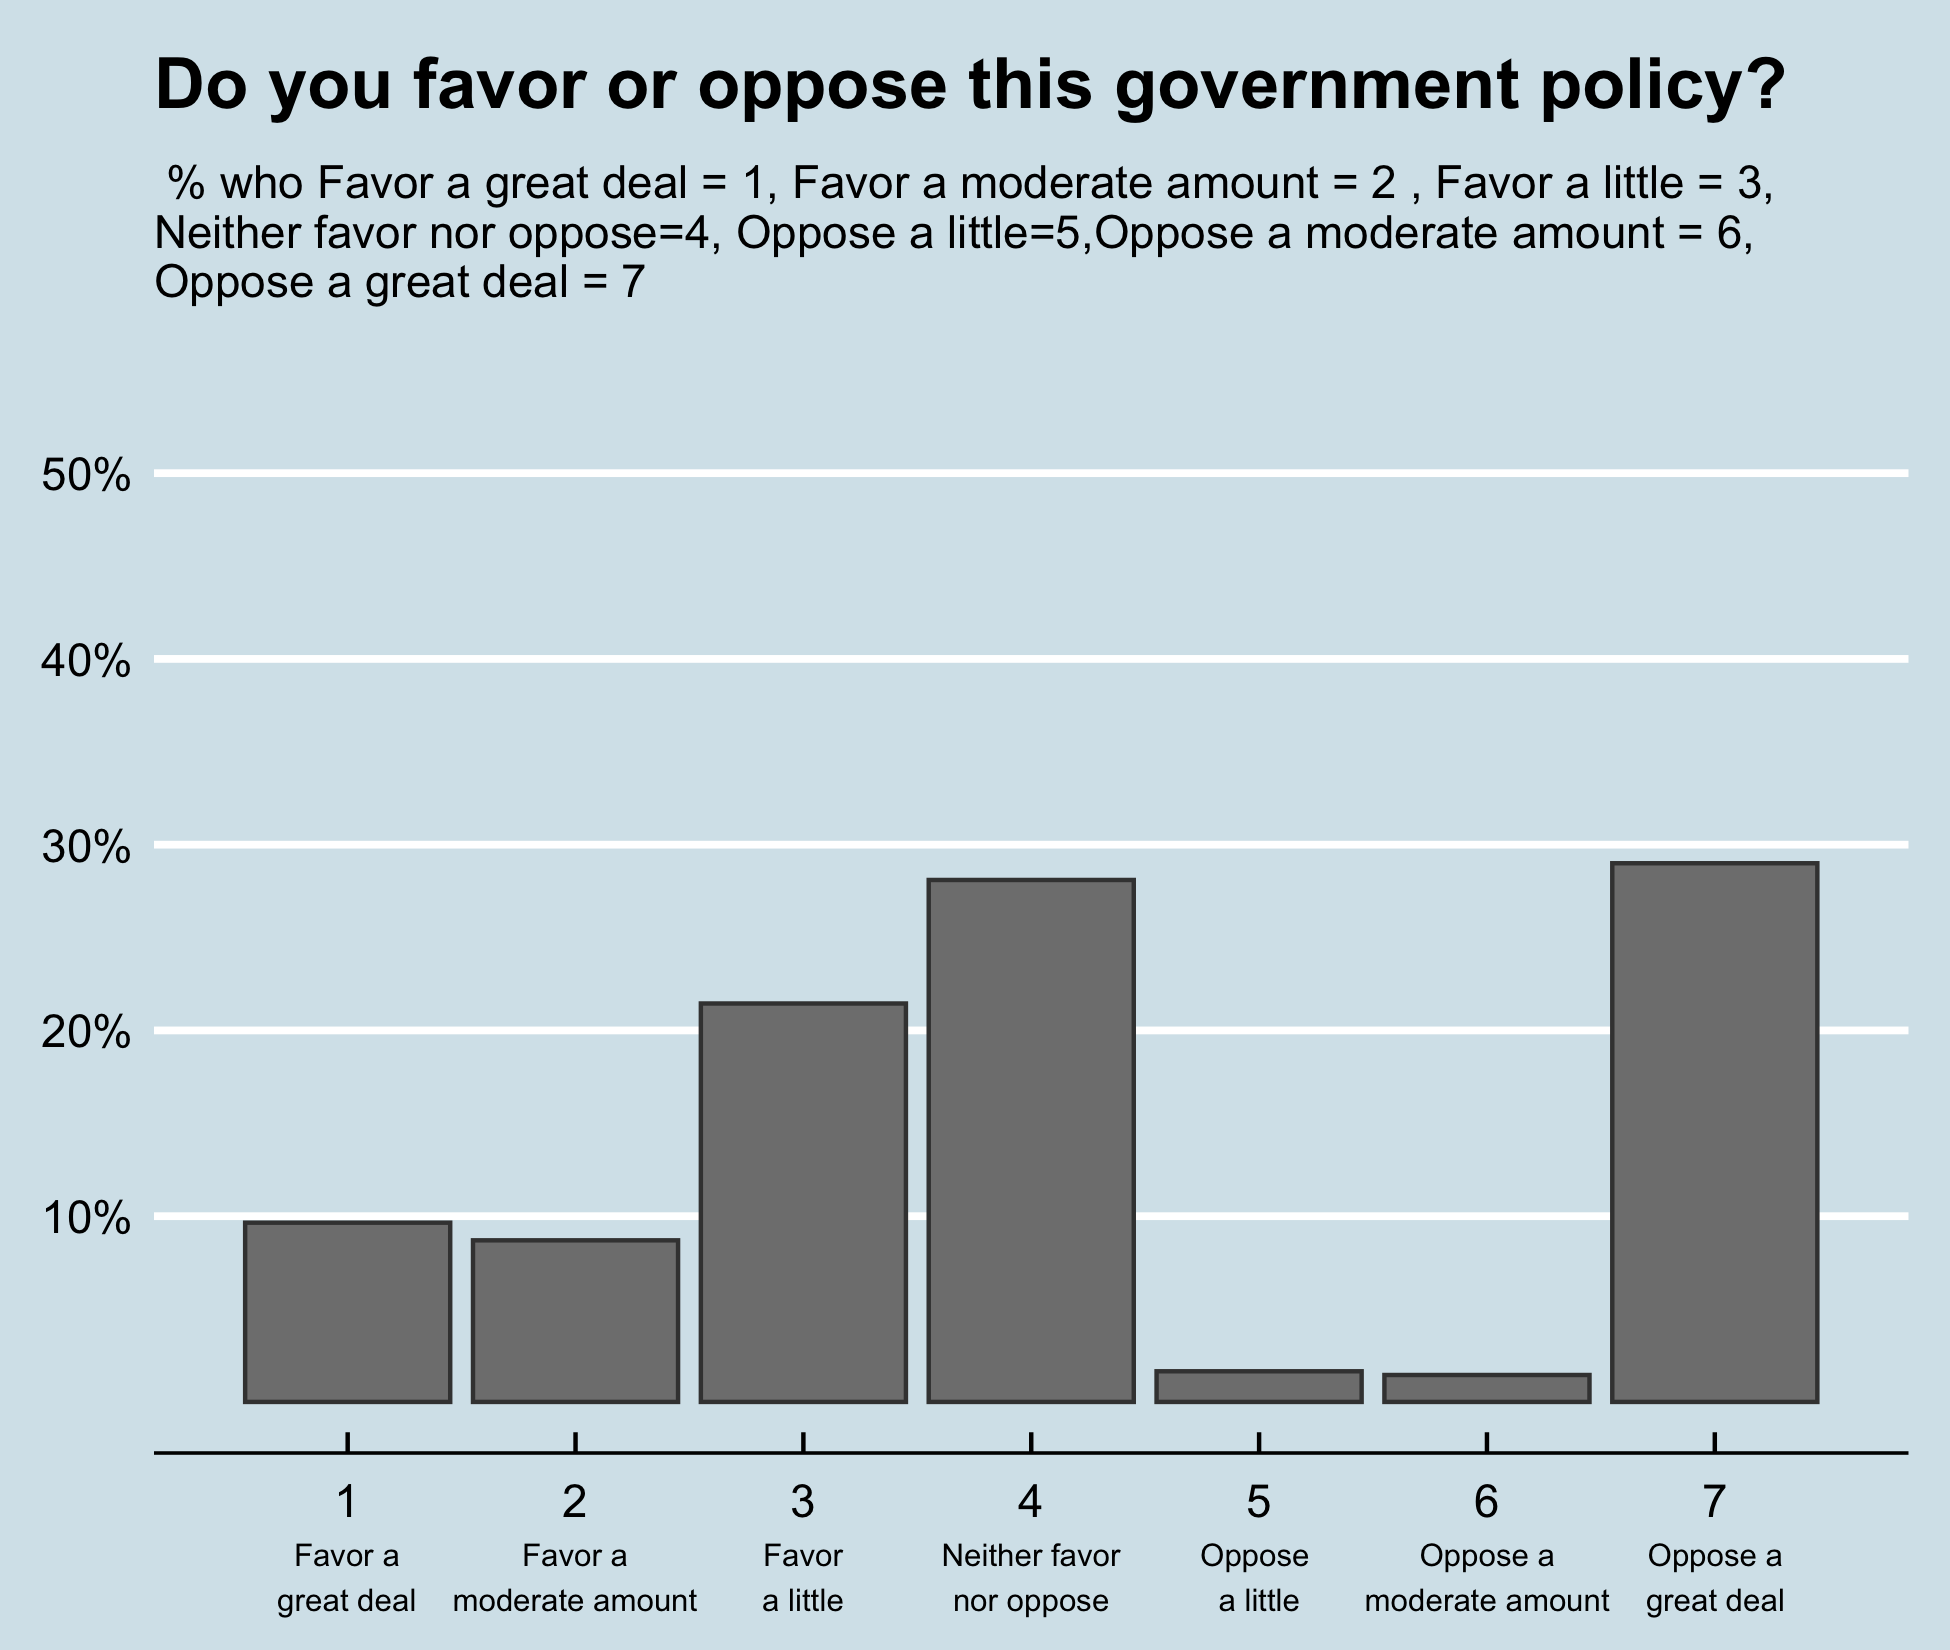 Do you favor or oppose this government policy?
% who Favor a great deal = 1, Favor a moderate amount = 2 , Favor a little = 3,
Neither favor nor oppose=4, Oppose a little=5,Oppose a moderate amount = 6,
Oppose a great deal = 7
50%
40%
30%
20%
10%
1 2 3 4 5 6 7
Favor a Favor a Favor Neither favor Oppose Oppose a Oppose a
great deal moderate amount a little nor oppose a little moderate amount great deal